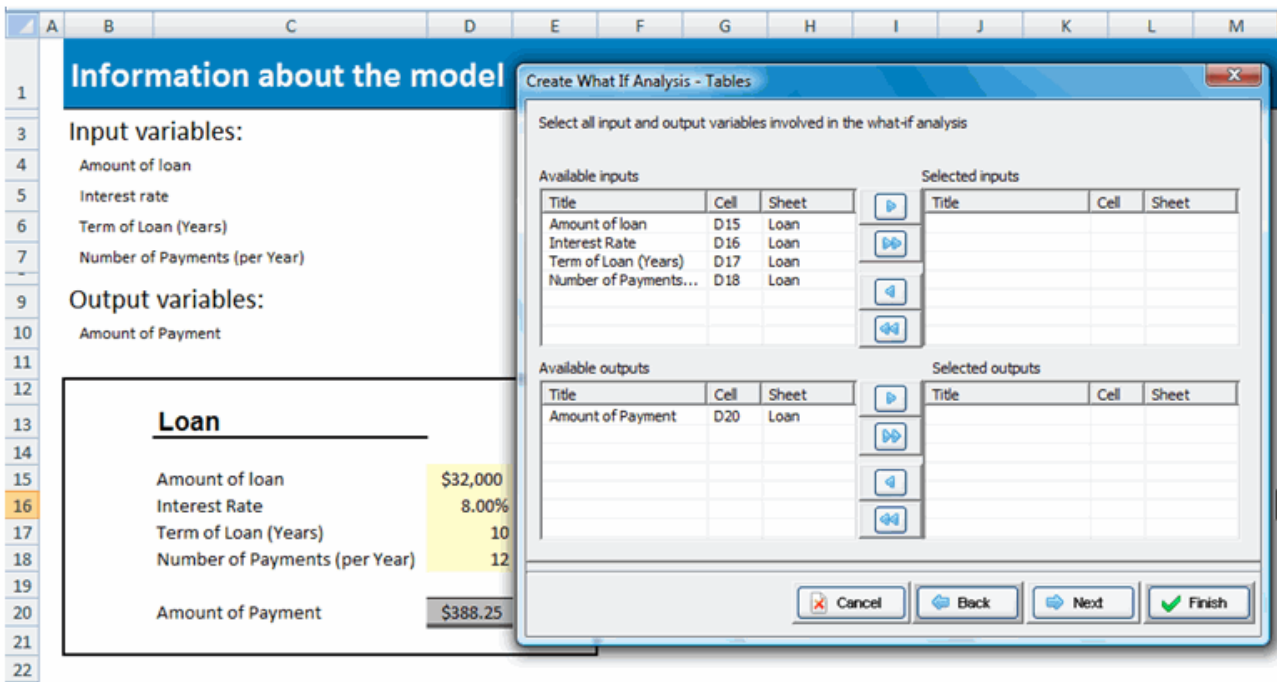 A B C D E F G H I J K L M
1 Information about the model
3 Input variables:
4 Amount of loan
5 Interest rate
6 Term of Loan (Years)
7 Number of Payments (per Year)
9 Output variables:
10 Amount of Payment
11
12
13 Loan
14
15 Amount of loan $32,000
16 Interest Rate 8.00%
17 Term of Loan (Years) 10
18 Number of Payments (per Year) 12
19
20 Amount of Payment $388.25
21
22
Create What If Analysis - Tables
Select all input and output variables involved in the what-if analysis
Available inputs
Title Cell Sheet
Amount of loan D15 Loan
Interest Rate D16 Loan
Term of Loan (Years) D17 Loan
Number of Payments... D18 Loan
Selected inputs
Title Cell Sheet
Available outputs
Title Cell Sheet
Amount of Payment D20 Loan
Selected outputs
Title Cell Sheet
Cancel Back Next Finish